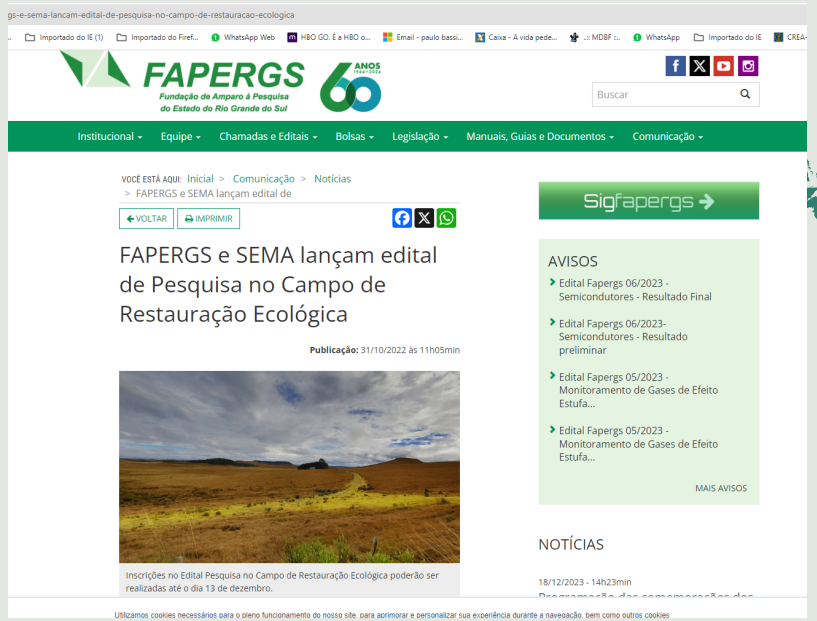 gs-e-sema-lancam-edital-de-pesquisa-no-campo-de-restauracao-ecologica
Importado do IE (1) Importado do Firef... WhatsApp Web HBO GO. É a HBO o... Email - paulo bassi... Caixa - A vida pede... .:: MDBF :.. WhatsApp Importado do IE CREA-
FAPERGS
Fundação de Amparo à Pesquisa
do Estado do Rio Grande do Sul
60 ANOS
1964-2024
Buscar
Institucional Equipe Chamadas e Editais Bolsas Legislação Manuais, Guias e Documentos Comunicação
VOCÊ ESTÁ AQUI: Inicial > Comunicação > Notícias
> FAPERGS e SEMA lançam edital de
VOLTAR IMPRIMIR
FAPERGS e SEMA lançam edital
de Pesquisa no Campo de
Restauração Ecológica
Publicação: 31/10/2022 às 11h05min
Inscrições no Edital Pesquisa no Campo de Restauração Ecológica poderão ser
realizadas até o dia 13 de dezembro.
Sigfapergs
AVISOS
Edital Fapergs 06/2023 -
Semicondutores - Resultado Final
Edital Fapergs 06/2023-
Semicondutores - Resultado
preliminar
Edital Fapergs 05/2023 -
Monitoramento de Gases de Efeito
Estufa...
Edital Fapergs 05/2023 -
Monitoramento de Gases de Efeito
Estufa...
MAIS AVISOS
NOTÍCIAS
18/12/2023 - 14h23min
Programação das comemorações dos
Utilizamos cookies necessários para o pleno funcionamento do nosso site, para aprimorar e personalizar sua experiência durante a navegação, bem como outros cookies